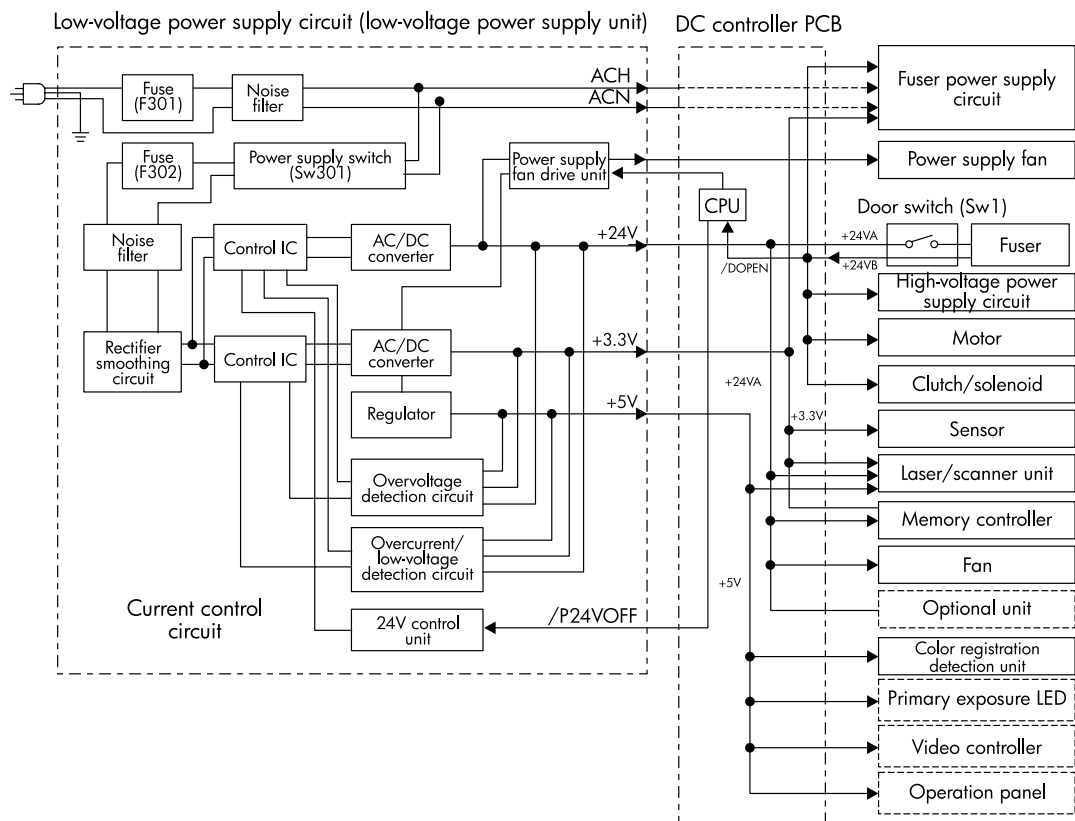 Low-voltage power supply circuit (low-voltage power supply unit)
DC controller PCB
ACH
ACN
Fuse
(F301)
Noise
filter
Fuser power supply
circuit
Fuse
(F302)
Power supply switch
(Sw301)
Power supply
fan drive unit
Power supply fan
CPU
Door switch (Sw1)
Noise
filter
Control IC
AC/DC
converter
+24V
+24VA
Fuser
/DOPEN
+24VB
High-voltage power
supply circuit
Rectifier
smoothing
circuit
Control IC
AC/DC
converter
+3.3V
Motor
+24VA
Clutch/solenoid
Regulator
+5V
+3.3V
Sensor
Overvoltage
detection circuit
Laser/scanner unit
Overcurrent/
low-voltage
detection circuit
Memory controller
Fan
+5V
Current control
circuit
24V control
unit
/P24VOFF
Optional unit
Color registration
detection unit
Primary exposure LED
Video controller
Operation panel